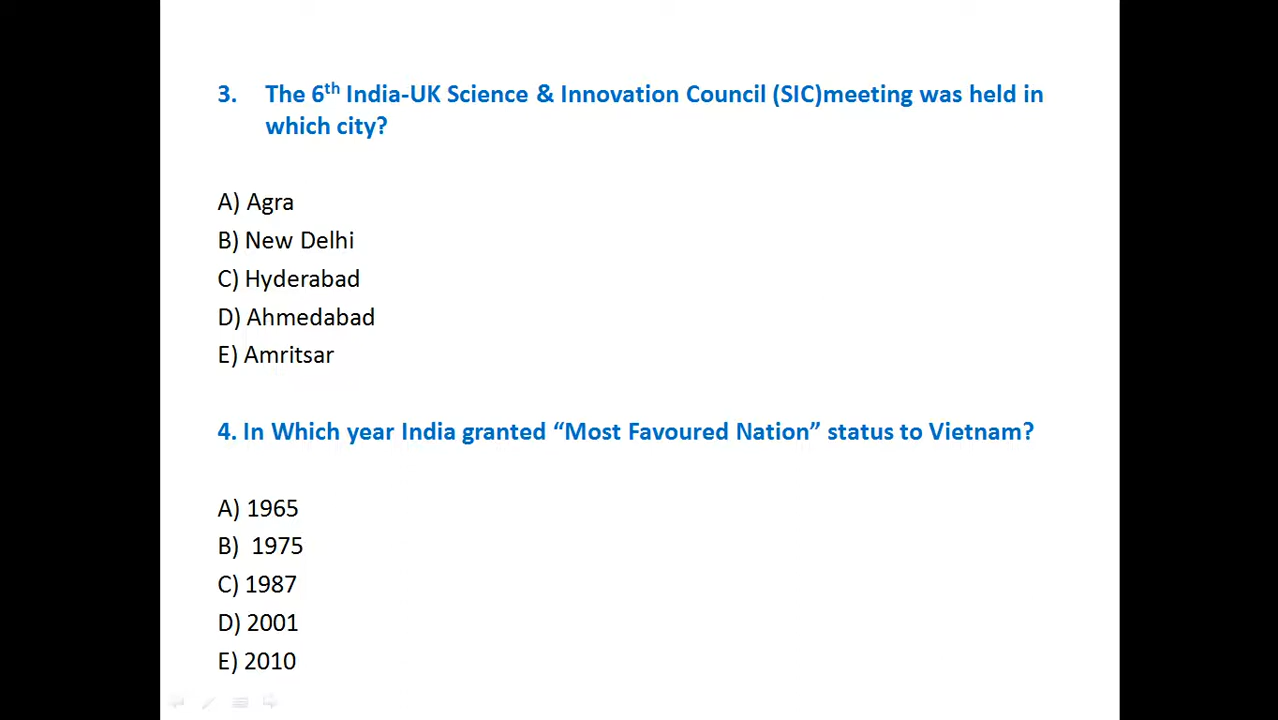 3. The 6th India-UK Science & Innovation Council (SIC)meeting was held in
which city?
A) Agra
B) New Delhi
C) Hyderabad
D) Ahmedabad
E) Amritsar
4. In Which year India granted “Most Favoured Nation” status to Vietnam?
A) 1965
B)  1975
C) 1987
D) 2001
E) 2010